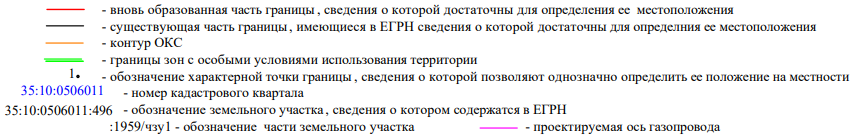 - вновь образованная часть границы, сведения о которой достаточны для определения ее местоположения
- существующая часть границы, имеющиеся в ЕГРН сведения о которой достаточны для определния ее местоположения
- контур ОКС
- границы зон с особыми условиями использования территории
1. - обозначение характерной точки границы, сведения о которой позволяют однозначно определить ее положение на местности
35:10:0506011 - номер кадастрового квартала
35:10:0506011:496 - обозначение земельного участка, сведения о котором содержатся в ЕГРН
:1959/чзу1 - обозначение части земельного участка - проектируемая ось газопровода